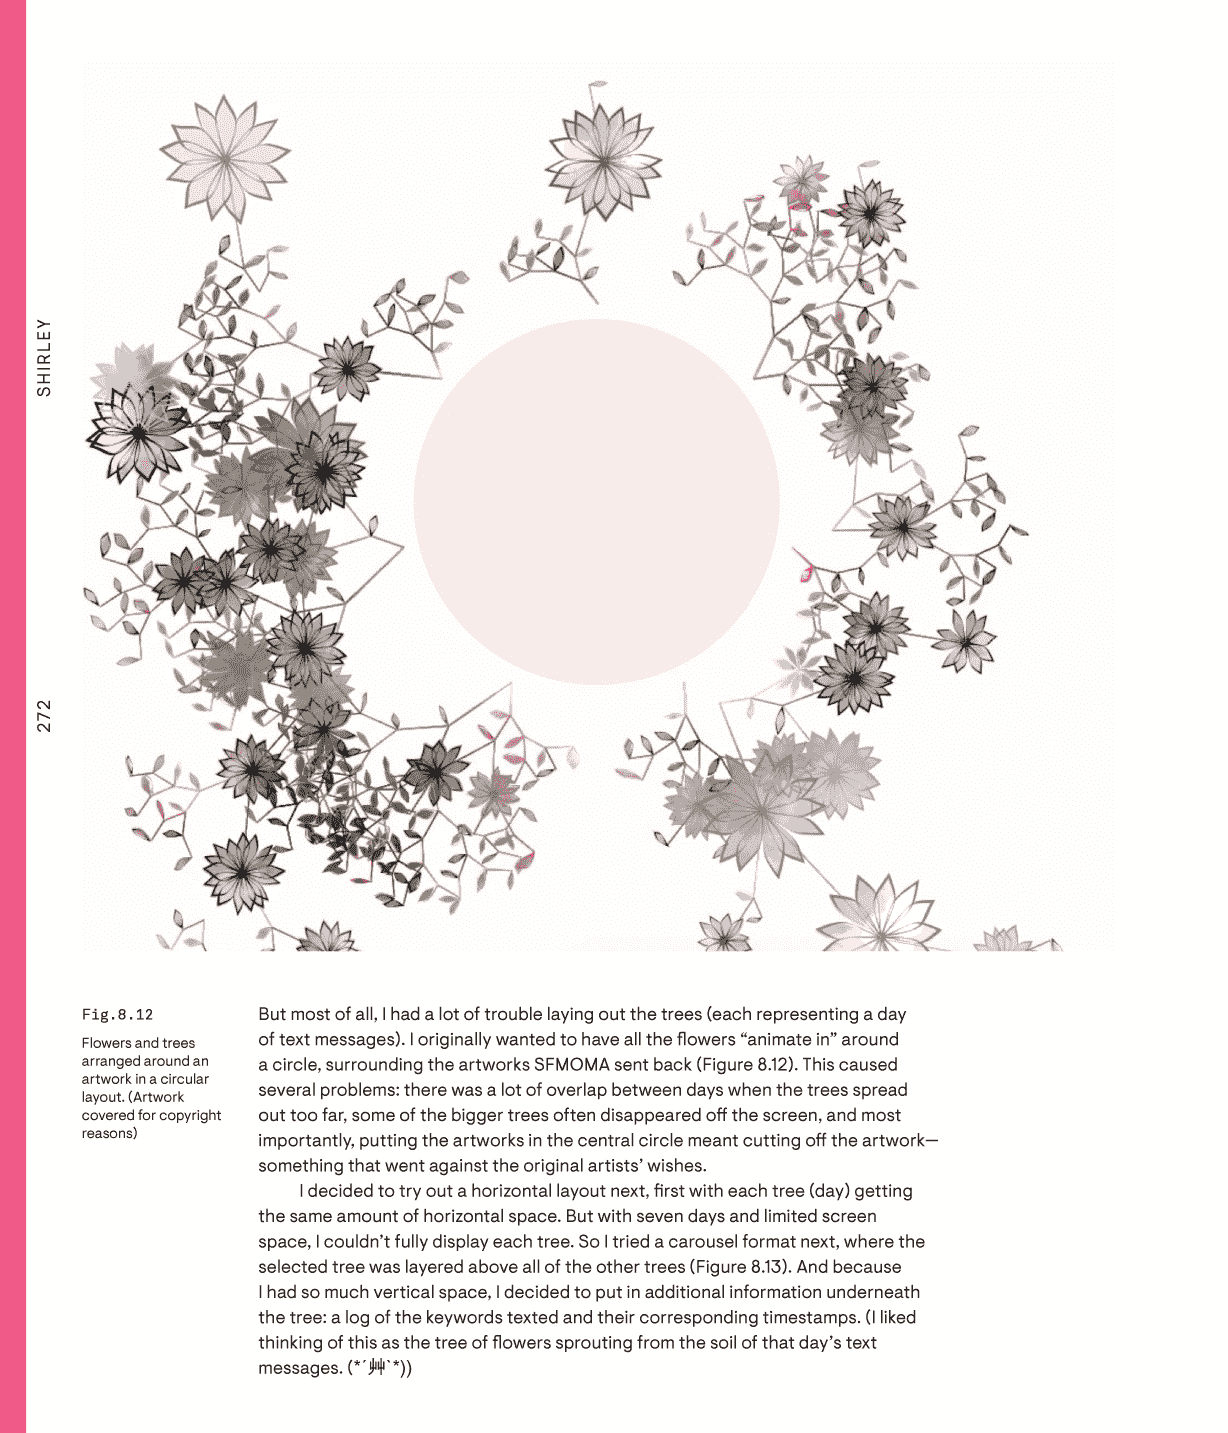 SHIRLEY
272
Fig.8.12
Flowers and trees
arranged around an
artwork in a circular
layout. (Artwork
covered for copyright
reasons)
But most of all, I had a lot of trouble laying out the trees (each representing a day
of text messages). I originally wanted to have all the flowers “animate in” around
a circle, surrounding the artworks SFMOMA sent back (Figure 8.12). This caused
several problems: there was a lot of overlap between days when the trees spread
out too far, some of the bigger trees often disappeared off the screen, and most
importantly, putting the artworks in the central circle meant cutting off the artwork—
something that went against the original artists’ wishes.
I decided to try out a horizontal layout next, first with each tree (day) getting
the same amount of horizontal space. But with seven days and limited screen
space, I couldn’t fully display each tree. So I tried a carousel format next, where the
selected tree was layered above all of the other trees (Figure 8.13). And because
I had so much vertical space, I decided to put in additional information underneath
the tree: a log of the keywords texted and their corresponding timestamps. (I liked
thinking of this as the tree of flowers sprouting from the soil of that day’s text
messages. (*´艸`*))